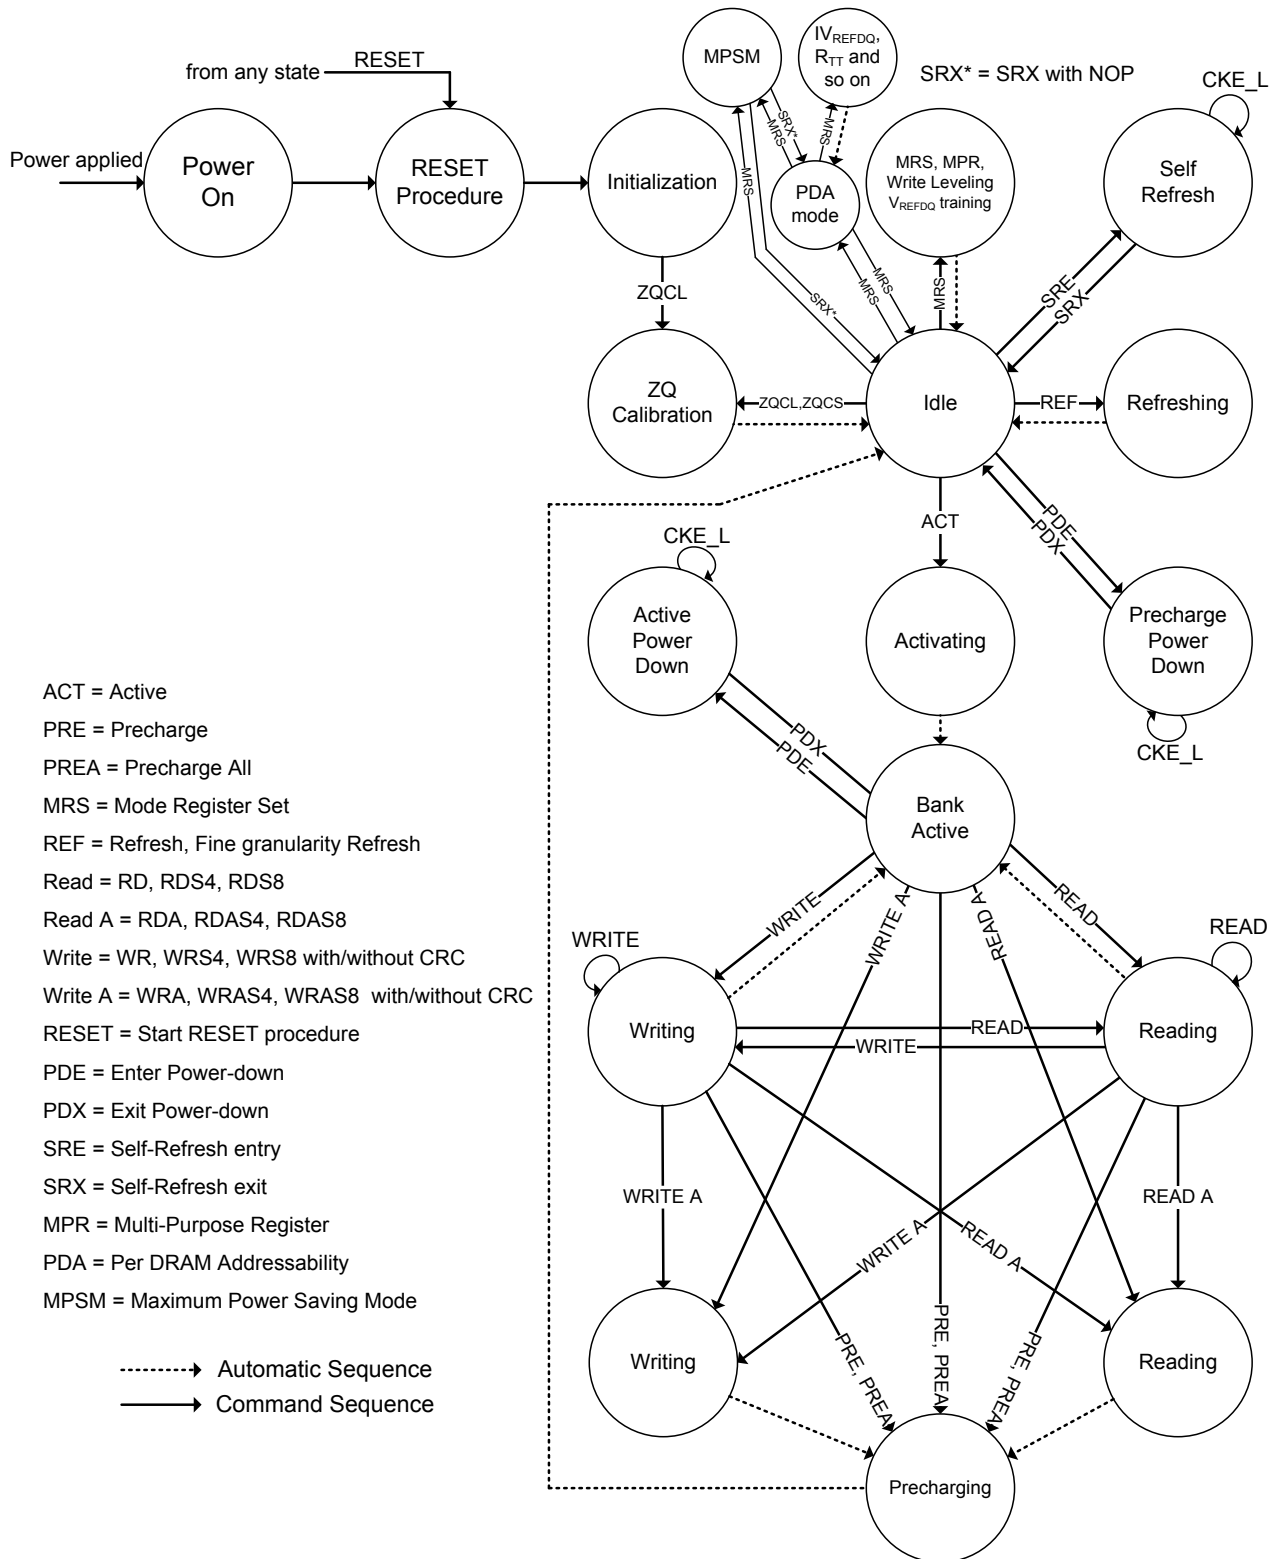 IVREFDQ,
RTT and
so on
MPSM
SRX* = SRX with NOP
CKE_L
from any state
RESET
Power applied
Power
On
RESET
Procedure
Initialization
MRS
SRX*
MRS
SRX*
MRS
PDA
mode
MRS
MRS
MRS, MPR,
Write Leveling
VREFDQ training
MRS
Self
Refresh
SRE
SRX
ZQCL
ZQ
Calibration
ZQCL,ZQCS
Idle
REF
Refreshing
ACT
PDE
PDX
CKE_L
Active
Power
Down
Activating
Precharge
Power
Down
CKE_L
PDX
PDE
Bank
Active
WRITE
WRITE A
READ A
READ
WRITE
READ
Writing
READ
WRITE
Reading
WRITE A
READ A
WRITE A
READ A
PRE, PREA
PRE, PREA
PRE, PREA
Writing
Reading
Precharging
ACT = Active
PRE = Precharge
PREA = Precharge All
MRS = Mode Register Set
REF = Refresh, Fine granularity Refresh
Read = RD, RDS4, RDS8
Read A = RDA, RDAS4, RDAS8
Write = WR, WRS4, WRS8 with/without CRC
Write A = WRA, WRAS4, WRAS8  with/without CRC
RESET = Start RESET procedure
PDE = Enter Power-down
PDX = Exit Power-down
SRE = Self-Refresh entry
SRX = Self-Refresh exit
MPR = Multi-Purpose Register
PDA = Per DRAM Addressability
MPSM = Maximum Power Saving Mode
Automatic Sequence
Command Sequence